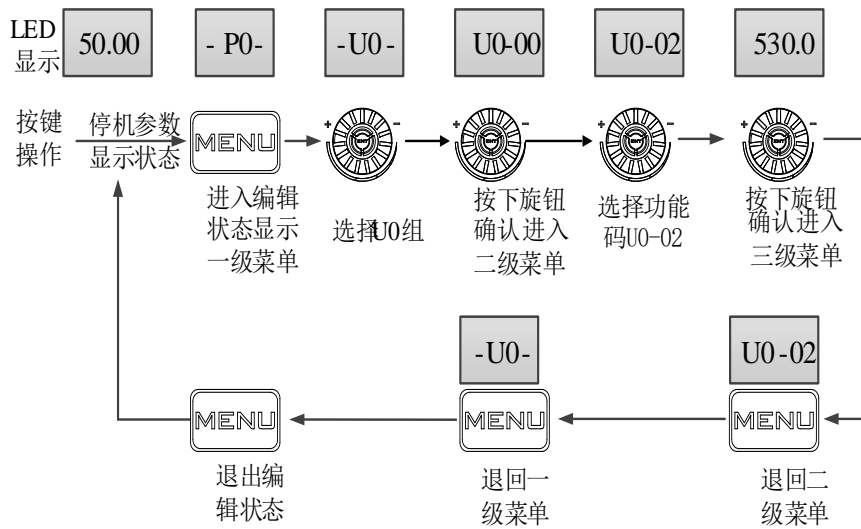 LED
显示
50.00
- P0-
-U0 -
U0-00
U0-02
530.0
按键
操作
停机参数
显示状态
MENU
+
-
ENT
+
-
ENT
+
-
ENT
+
-
ENT
进入编辑
状态显示
一级菜单
选择U0组
按下旋钮
确认进入
二级菜单
选择功能
码U0-02
按下旋钮
确认进入
三级菜单
-U0-
U0-02
MENU
MENU
MENU
退出编
辑状态
退回一
级菜单
退回二
级菜单